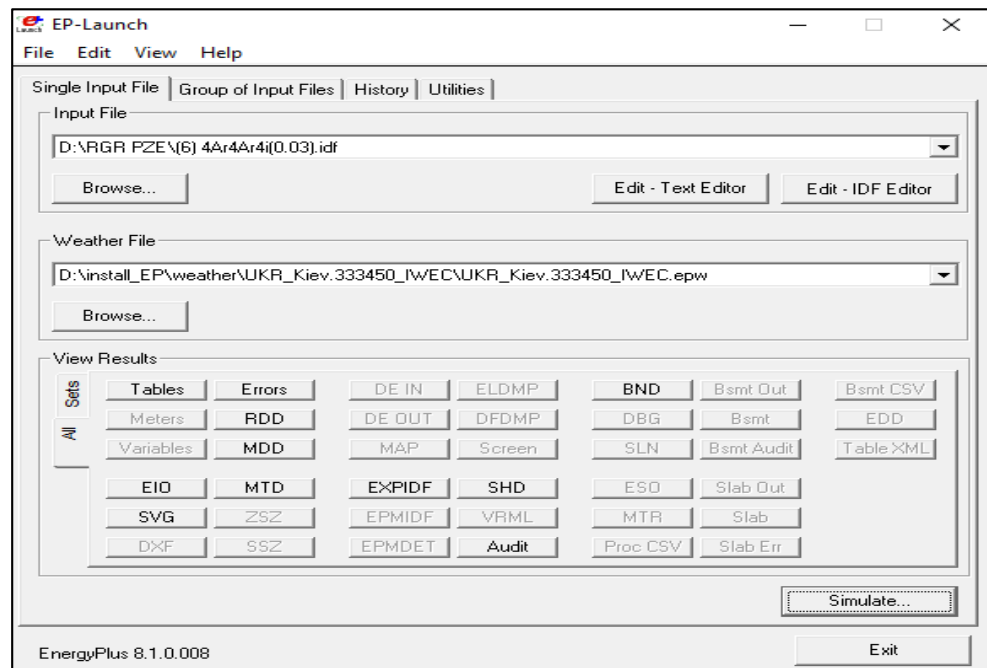 EP-Launch
File Edit View Help
Single Input File Group of Input Files History Utilities
Input File
D:\RGR PZE\(6) 4Ar4Ar4i(0.03).idf
Browse... Edit - Text Editor Edit - IDF Editor
Weather File
D:\install_EP\weather\UKR_Kiev.333450_IWEC\UKR_Kiev.333450_IWEC.epw
Browse...
View Results
Sets
All
Tables Errors DE IN ELDMP BND Bsmt Out Bsmt CSV
Meters RDD DE OUT DFDMP DBG Bsmt EDD
Variables MDD MAP Screen SLN Bsmt Audit Table XML
EIO MTD EXPIDF SHD ESO Slab Out
SVG ZSZ EPMIDF VRML MTR Slab
DXF SSZ EPMDET Audit Proc CSV Slab Err
Simulate...
EnergyPlus 8.1.0.008 Exit